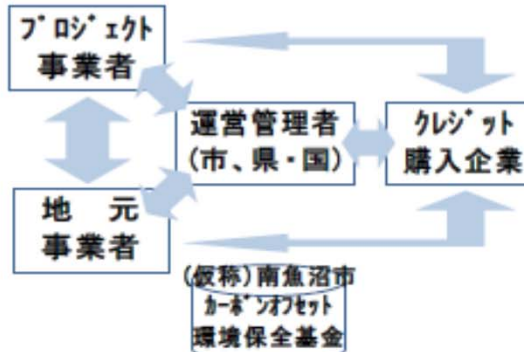 ﾌﾟﾛｼﾞｪｸﾄ
事業者
運営管理者
(市、県・国)
ｸﾚｼﾞｯﾄ
購入企業
地　元
事業者
(仮称)南魚沼市
ｶｰﾎﾞﾝｵﾌｾｯﾄ
環境保全基金